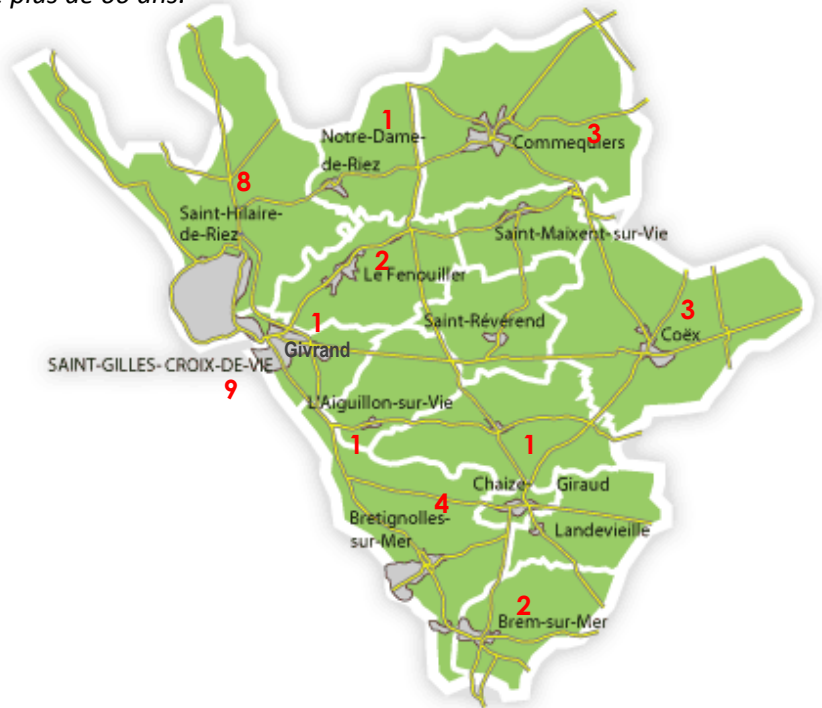 plus de 60 ans.
1
Notre-Dame-
de-Riez
3
Commequiers
8
Saint-Hilaire-
de-Riez
Saint-Maixent-sur-Vie
2
Le Fenouiller
3
Coëx
1
Givrand
Saint-Révérend
SAINT-GILLES-CROIX-DE-VIE
9
L'Aiguillon-sur-Vie
1
1
Chaize-
Giraud
4
Bretignolles-
sur-Mer
Landevieille
2
Brem-sur-Mer